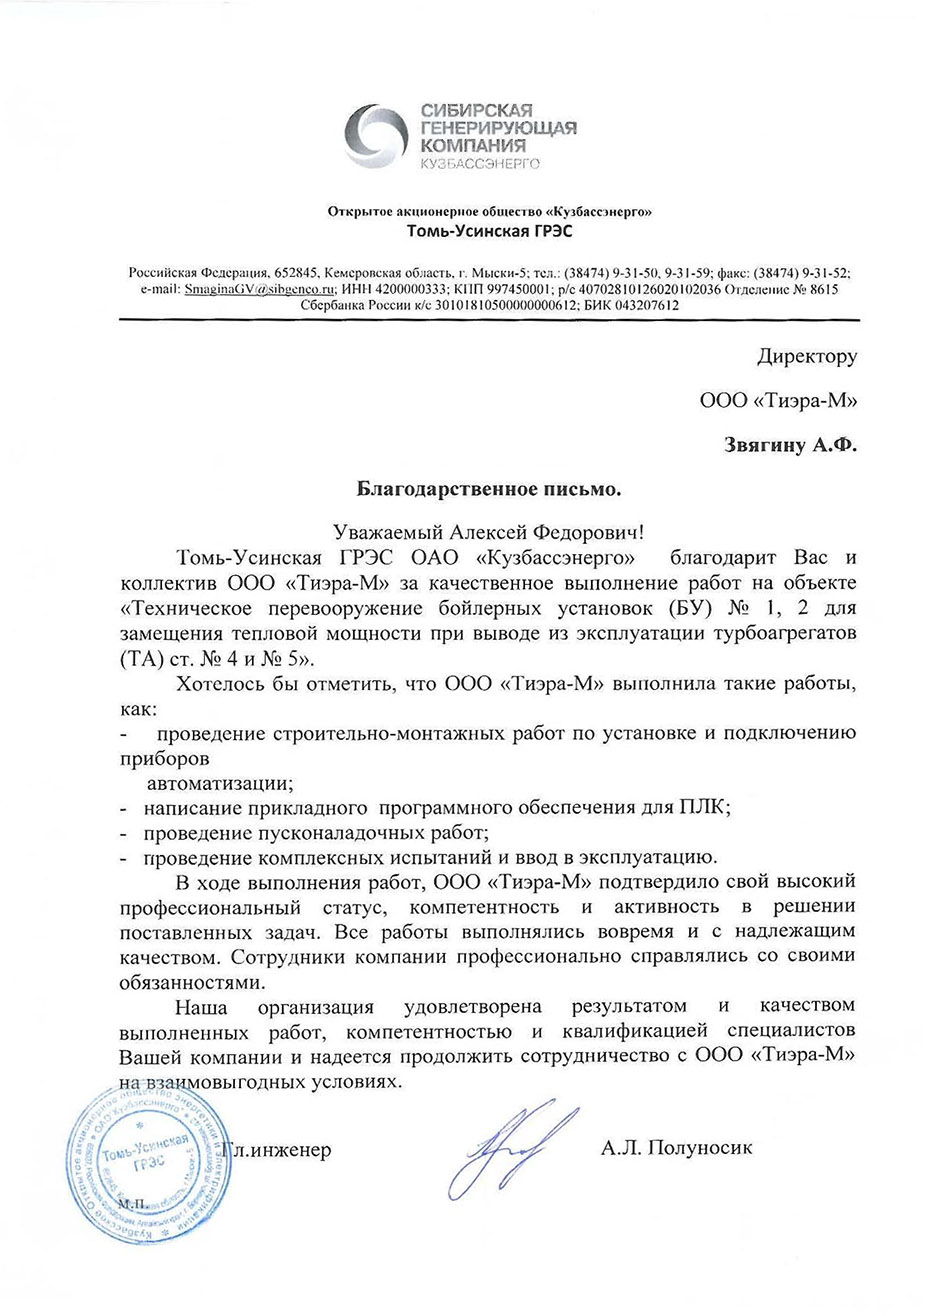 СИБИРСКАЯ
ГЕНЕРИРУЮЩАЯ
КОМПАНИЯ
КУЗБАССЭНЕРГО
Открытое акционерное общество «Кузбассэнерго»
Томь-Усинская ГРЭС
Российская Федерация, 652845, Кемеровская область, г. Мыски-5; тел.: (38474) 9-31-50, 9-31-59; факс: (38474) 9-31-52;
e-mail: SmaginaGV@sibgenco.ru; ИНН 4200000333; КПП 997450001; р/с 40702810126020102036 Отделение № 8615
Сбербанка России к/с 30101810500000000612; БИК 043207612
Директору
ООО «Тиэра-М»
Звягину А.Ф.
Благодарственное письмо.
Уважаемый Алексей Федорович!
Томь-Усинская ГРЭС ОАО «Кузбассэнерго» благодарит Вас и
коллектив ООО «Тиэра-М» за качественное выполнение работ на объекте
«Техническое перевооружение бойлерных установок (БУ) № 1, 2 для
замещения тепловой мощности при выводе из эксплуатации турбоагрегатов
(ТА) ст. № 4 и № 5».
Хотелось бы отметить, что ООО «Тиэра-М» выполнила такие работы,
как:
- проведение строительно-монтажных работ по установке и подключению
приборов
автоматизации;
- написание прикладного программного обеспечения для ПЛК;
- проведение пусконаладочных работ;
- проведение комплексных испытаний и ввод в эксплуатацию.
В ходе выполнения работ, ООО «Тиэра-М» подтвердило свой высокий
профессиональный статус, компетентность и активность в решении
поставленных задач. Все работы выполнялись вовремя и с надлежащим
качеством. Сотрудники компании профессионально справлялись со своими
обязанностями.
Наша организация удовлетворена результатом и качеством
выполненных работ, компетентностью и квалификацией специалистов
Вашей компании и надеется продолжить сотрудничество с ООО «Тиэра-М»
на взаимовыгодных условиях.
Гл.инженер
А.Л. Полуносик
Томь-Усинская
ГРЭС
М.П.